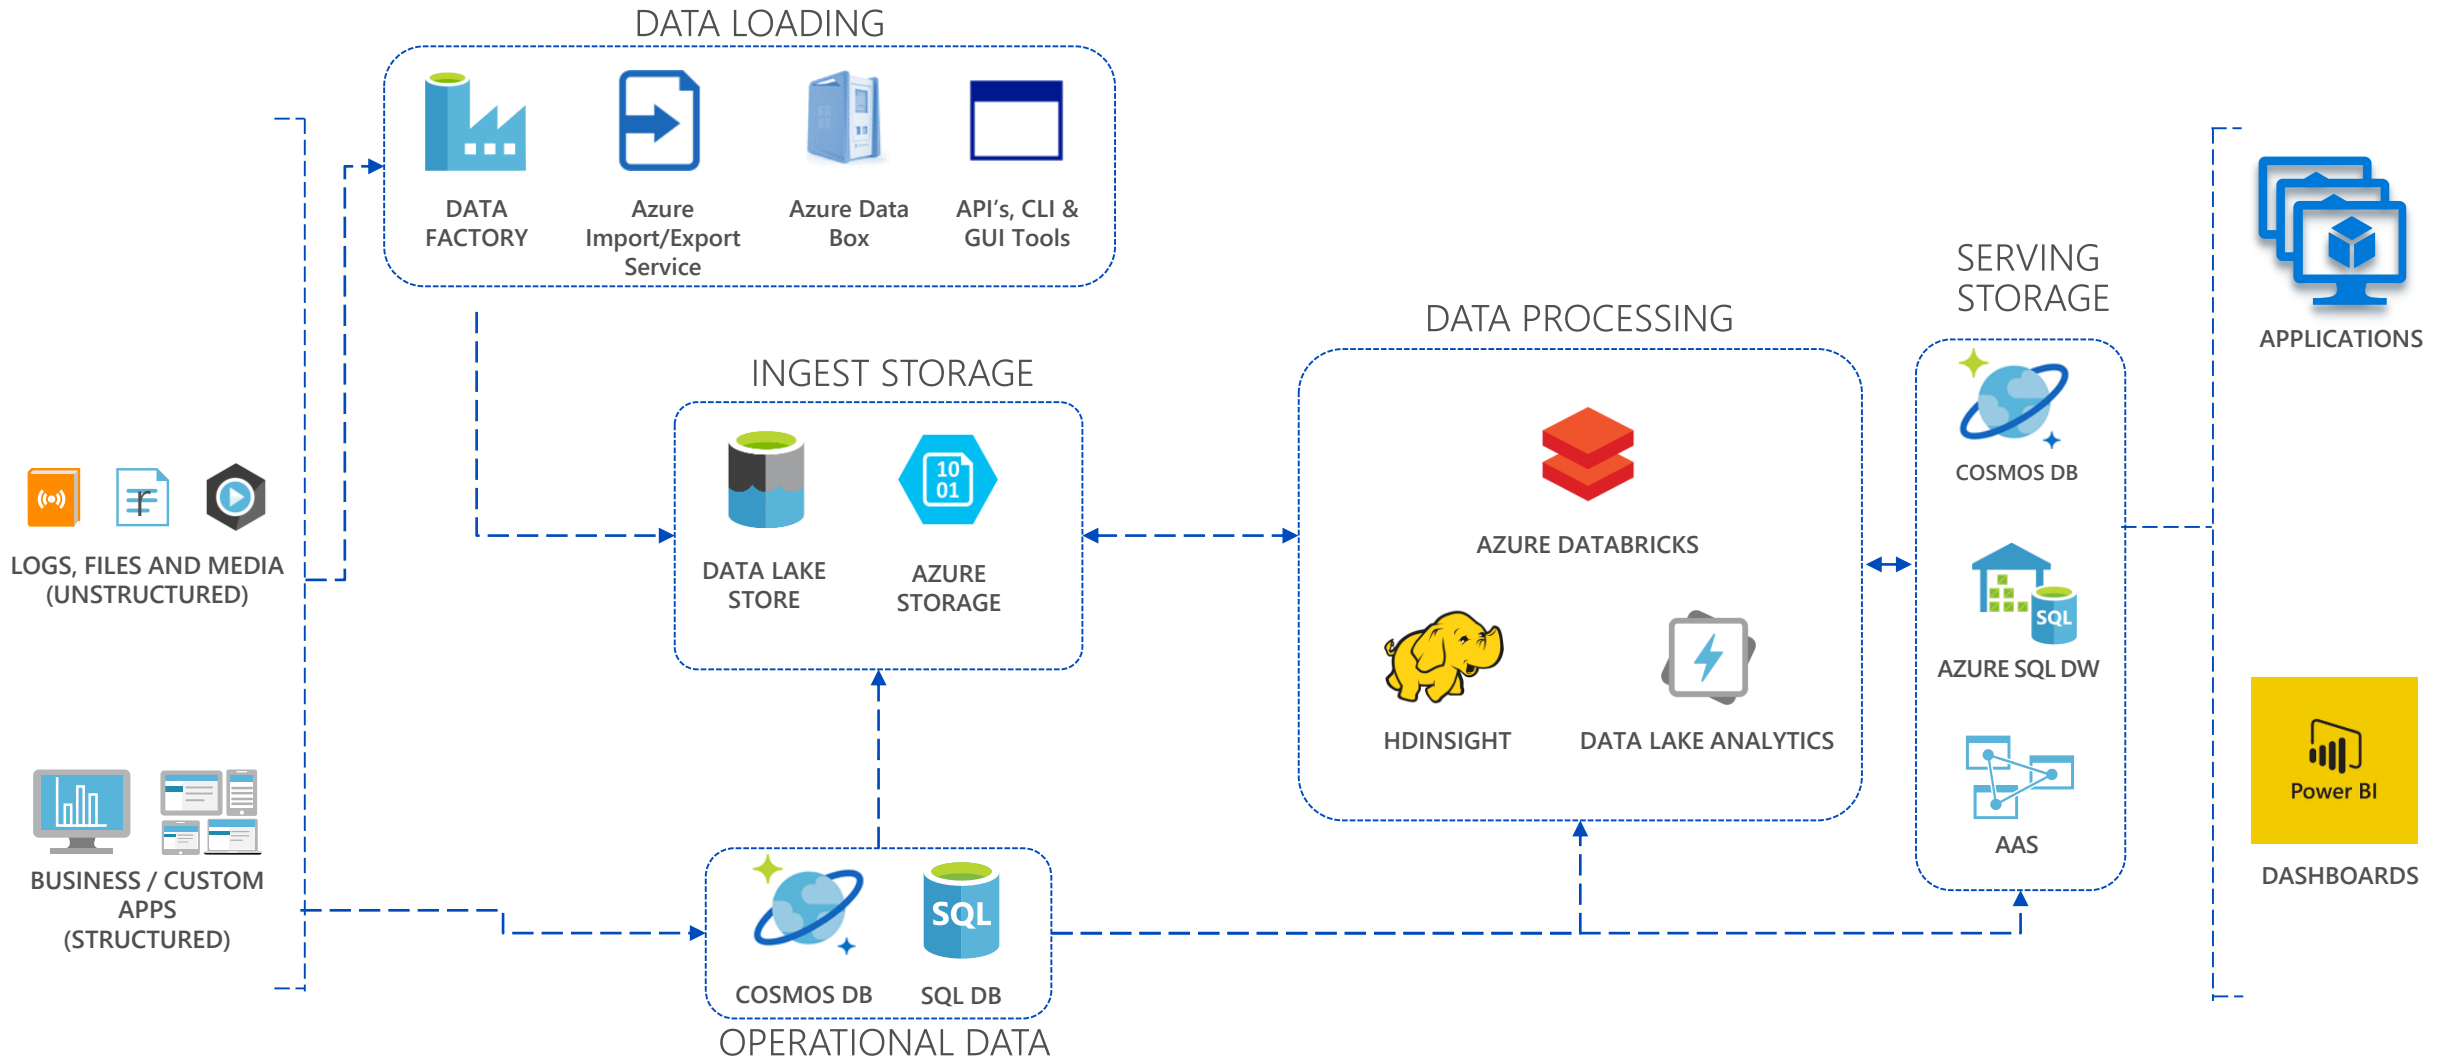 DATA LOADING
DATA
FACTORY
Azure
Import/Export
Service
Azure Data
Box
API's, CLI &
GUI Tools
LOGS, FILES AND MEDIA
(UNSTRUCTURED)
r
BUSINESS / CUSTOM
APPS
(STRUCTURED)
INGEST STORAGE
DATA LAKE
STORE
10
01
AZURE
STORAGE
SQL
COSMOS DB
SQL DB
OPERATIONAL DATA
DATA PROCESSING
AZURE DATABRICKS
HDINSIGHT
DATA LAKE ANALYTICS
SERVING
STORAGE
COSMOS DB
SQL
AZURE SQL DW
AAS
APPLICATIONS
Power BI
DASHBOARDS